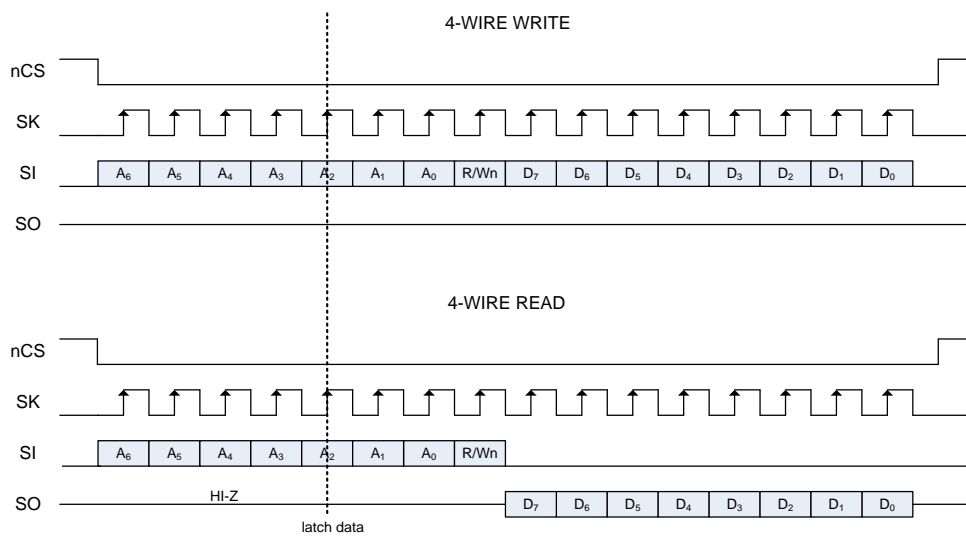 4-WIRE WRITE
nCS
SK
SI A₆ A₅ A₄ A₃ A₂ A₁ A₀ R/Wn D₇ D₆ D₅ D₄ D₃ D₂ D₁ D₀
SO
4-WIRE READ
nCS
SK
SI A₆ A₅ A₄ A₃ A₂ A₁ A₀ R/Wn
SO HI-Z D₇ D₆ D₅ D₄ D₃ D₂ D₁ D₀
latch data